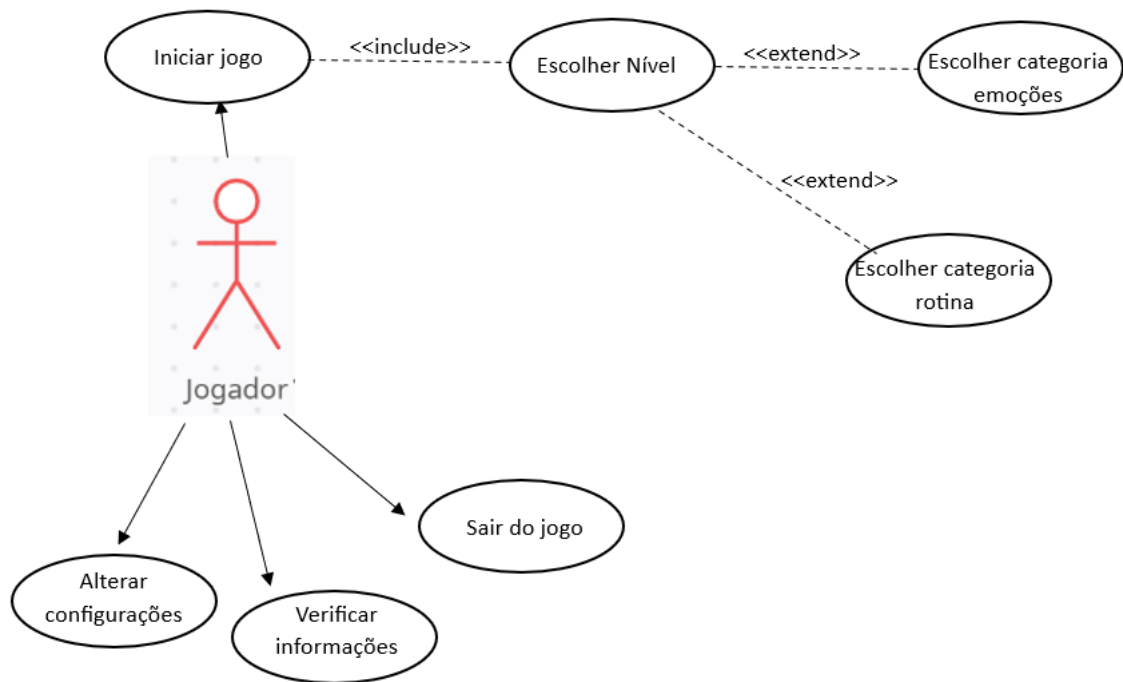 Iniciar jogo
<<include>>
Escolher Nível
<<extend>>
Escolher categoria
emoções
<<extend>>
Escolher categoria
rotina
Jogador
Sair do jogo
Alterar
configurações
Verificar
informações